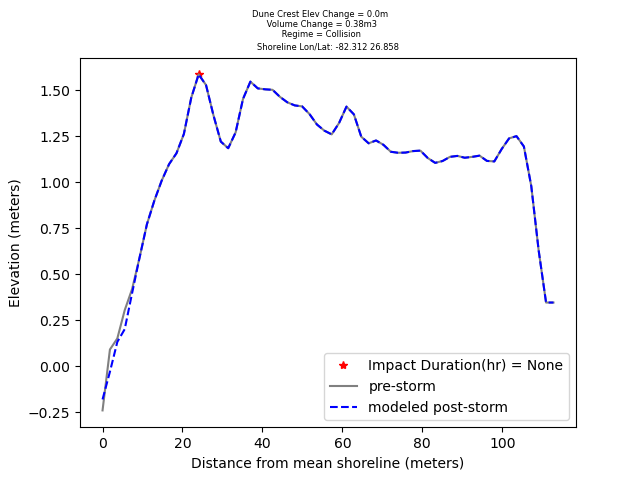 Dune Crest Elev Change = 0.0m
Volume Change = 0.38m3
Regime = Collision
Shoreline Lon/Lat: -82.312 26.858
1.50
1.25
1.00
0.75
0.50
0.25
0.00
−0.25
Elevation (meters)
Impact Duration(hr) = None
pre-storm
modeled post-storm
0 20 40 60 80 100
Distance from mean shoreline (meters)